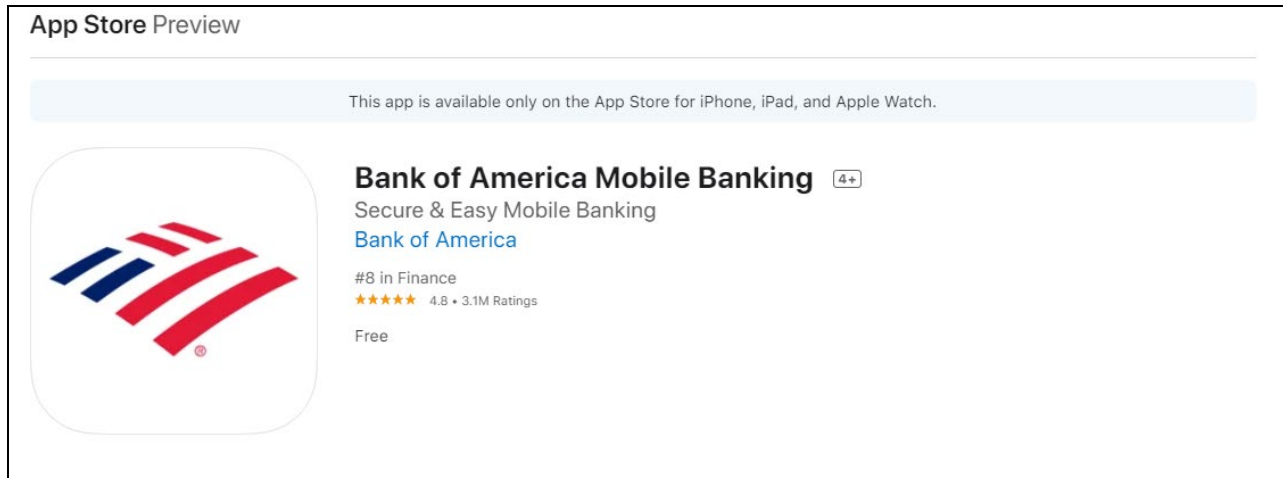 App Store Preview
This app is available only on the App Store for iPhone, iPad, and Apple Watch.
Bank of America Mobile Banking 4+
Secure & Easy Mobile Banking
Bank of America
#8 in Finance
★★★★★ 4.8 • 3.1M Ratings
Free
®